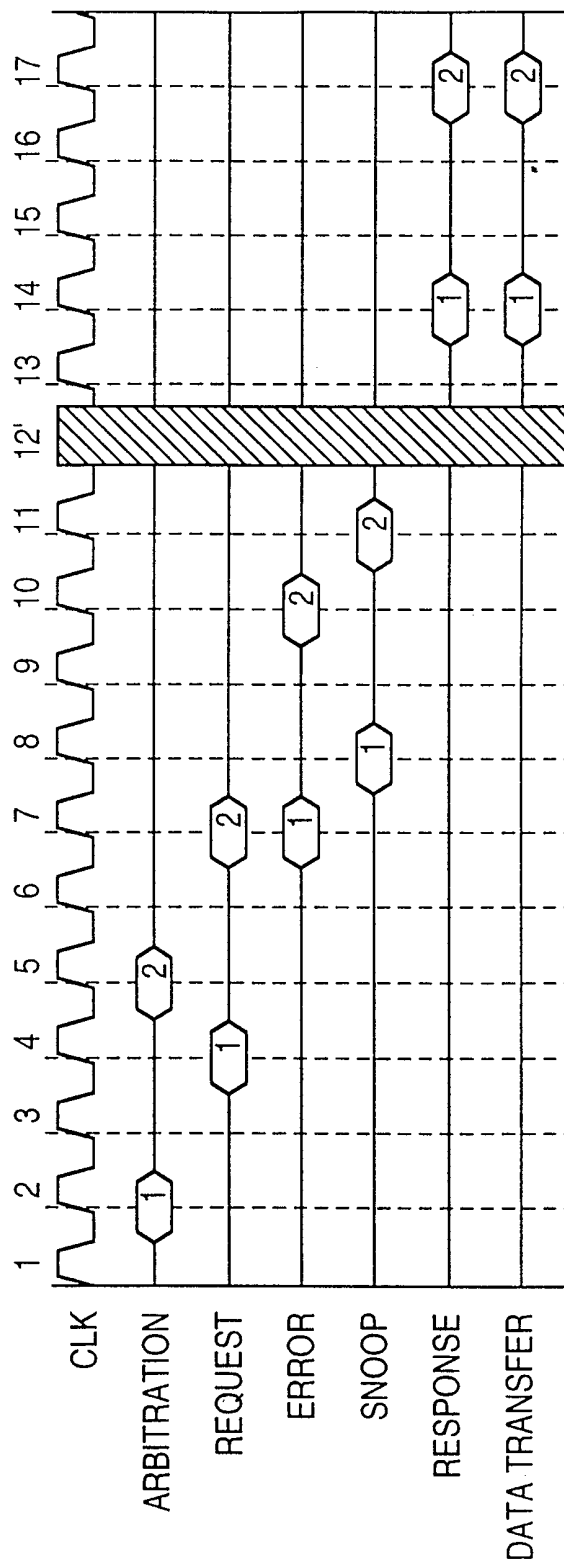 1 2 3 4 5 6 7 8 9 10 11 12' 13 14 15 16 17
CLK
ARBITRATION 1 2
REQUEST 1 2
ERROR 1 2
SNOOP 1 2
RESPONSE 1 2
DATA TRANSFER 1 2